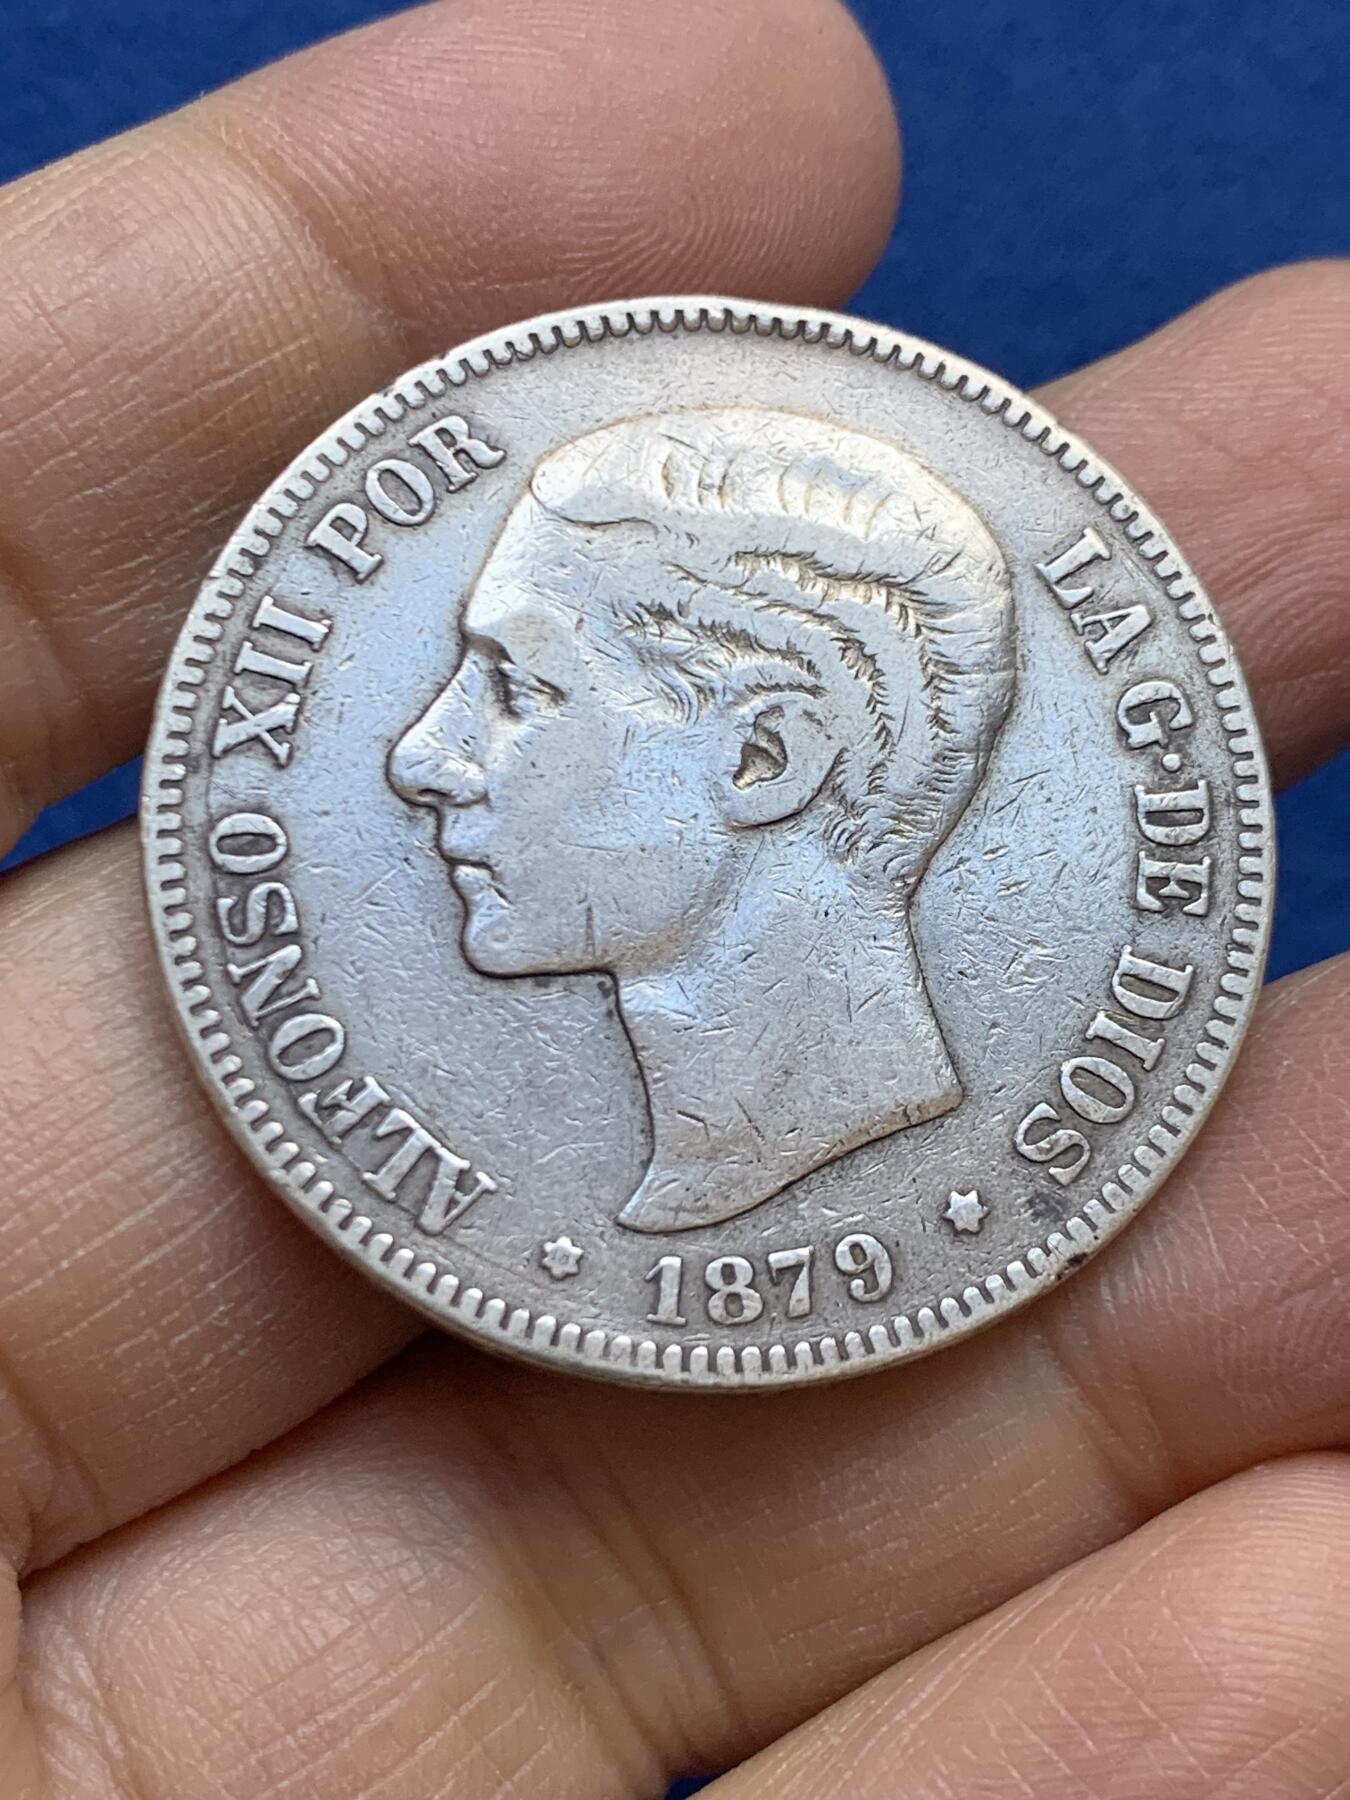 ALFONSO XII POR LA G·DE DIOS
1879